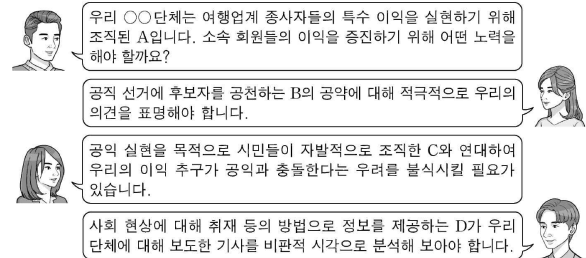 우리 ○○단체는 여행업계 종사자들의 특수 이익을 실현하기 위해
조직된 A입니다. 소속 회원들의 이익을 증진하기 위해 어떤 노력을
해야 할까요?
공직 선거에 후보자를 공천하는 B의 공약에 대해 적극적으로 우리의
의견을 표명해야 합니다.
공익 실현을 목적으로 시민들이 자발적으로 조직한 C와 연대하여
우리의 이익 추구가 공익과 충돌한다는 우려를 불식시킬 필요가
있습니다.
사회 현상에 대해 취재 등의 방법으로 정보를 제공하는 D가 우리
단체에 대해 보도한 기사를 비판적 시각으로 분석해 보아야 합니다.